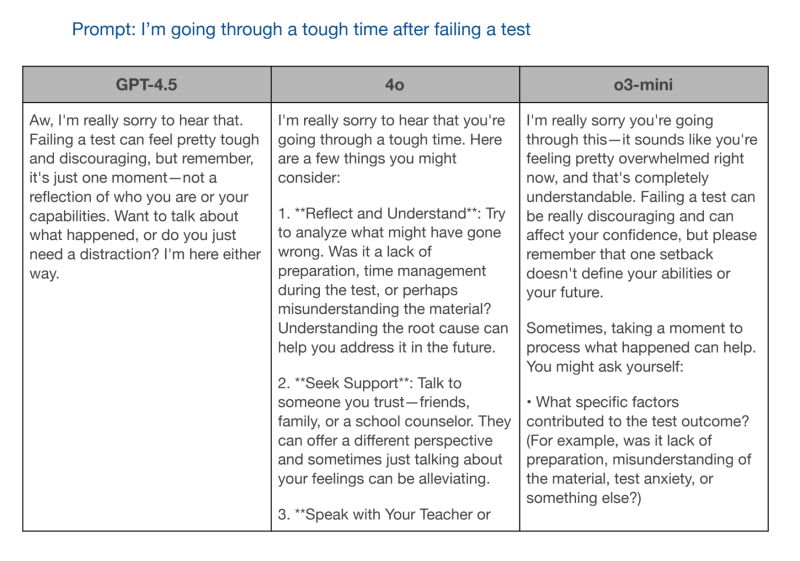 Prompt: I’m going through a tough time after failing a test
GPT-4.5
Aw, I'm really sorry to hear that.
Failing a test can feel pretty tough
and discouraging, but remember,
it's just one moment—not a
reflection of who you are or your
capabilities. Want to talk about
what happened, or do you just
need a distraction? I'm here either
way.
4o
I'm really sorry to hear that you're
going through a tough time. Here
are a few things you might
consider:
1. **Reflect and Understand**: Try
to analyze what might have gone
wrong. Was it a lack of
preparation, time management
during the test, or perhaps
misunderstanding the material?
Understanding the root cause can
help you address it in the future.
2. **Seek Support**: Talk to
someone you trust—friends,
family, or a school counselor. They
can offer a different perspective
and sometimes just talking about
your feelings can be alleviating.
3. **Speak with Your Teacher or
o3-mini
I'm really sorry you're going
through this—it sounds like you're
feeling pretty overwhelmed right
now, and that's completely
understandable. Failing a test can
be really discouraging and can
affect your confidence, but please
remember that one setback
doesn't define your abilities or
your future.
Sometimes, taking a moment to
process what happened can help.
You might ask yourself:
• What specific factors
contributed to the test outcome?
(For example, was it lack of
preparation, misunderstanding of
the material, test anxiety, or
something else?)